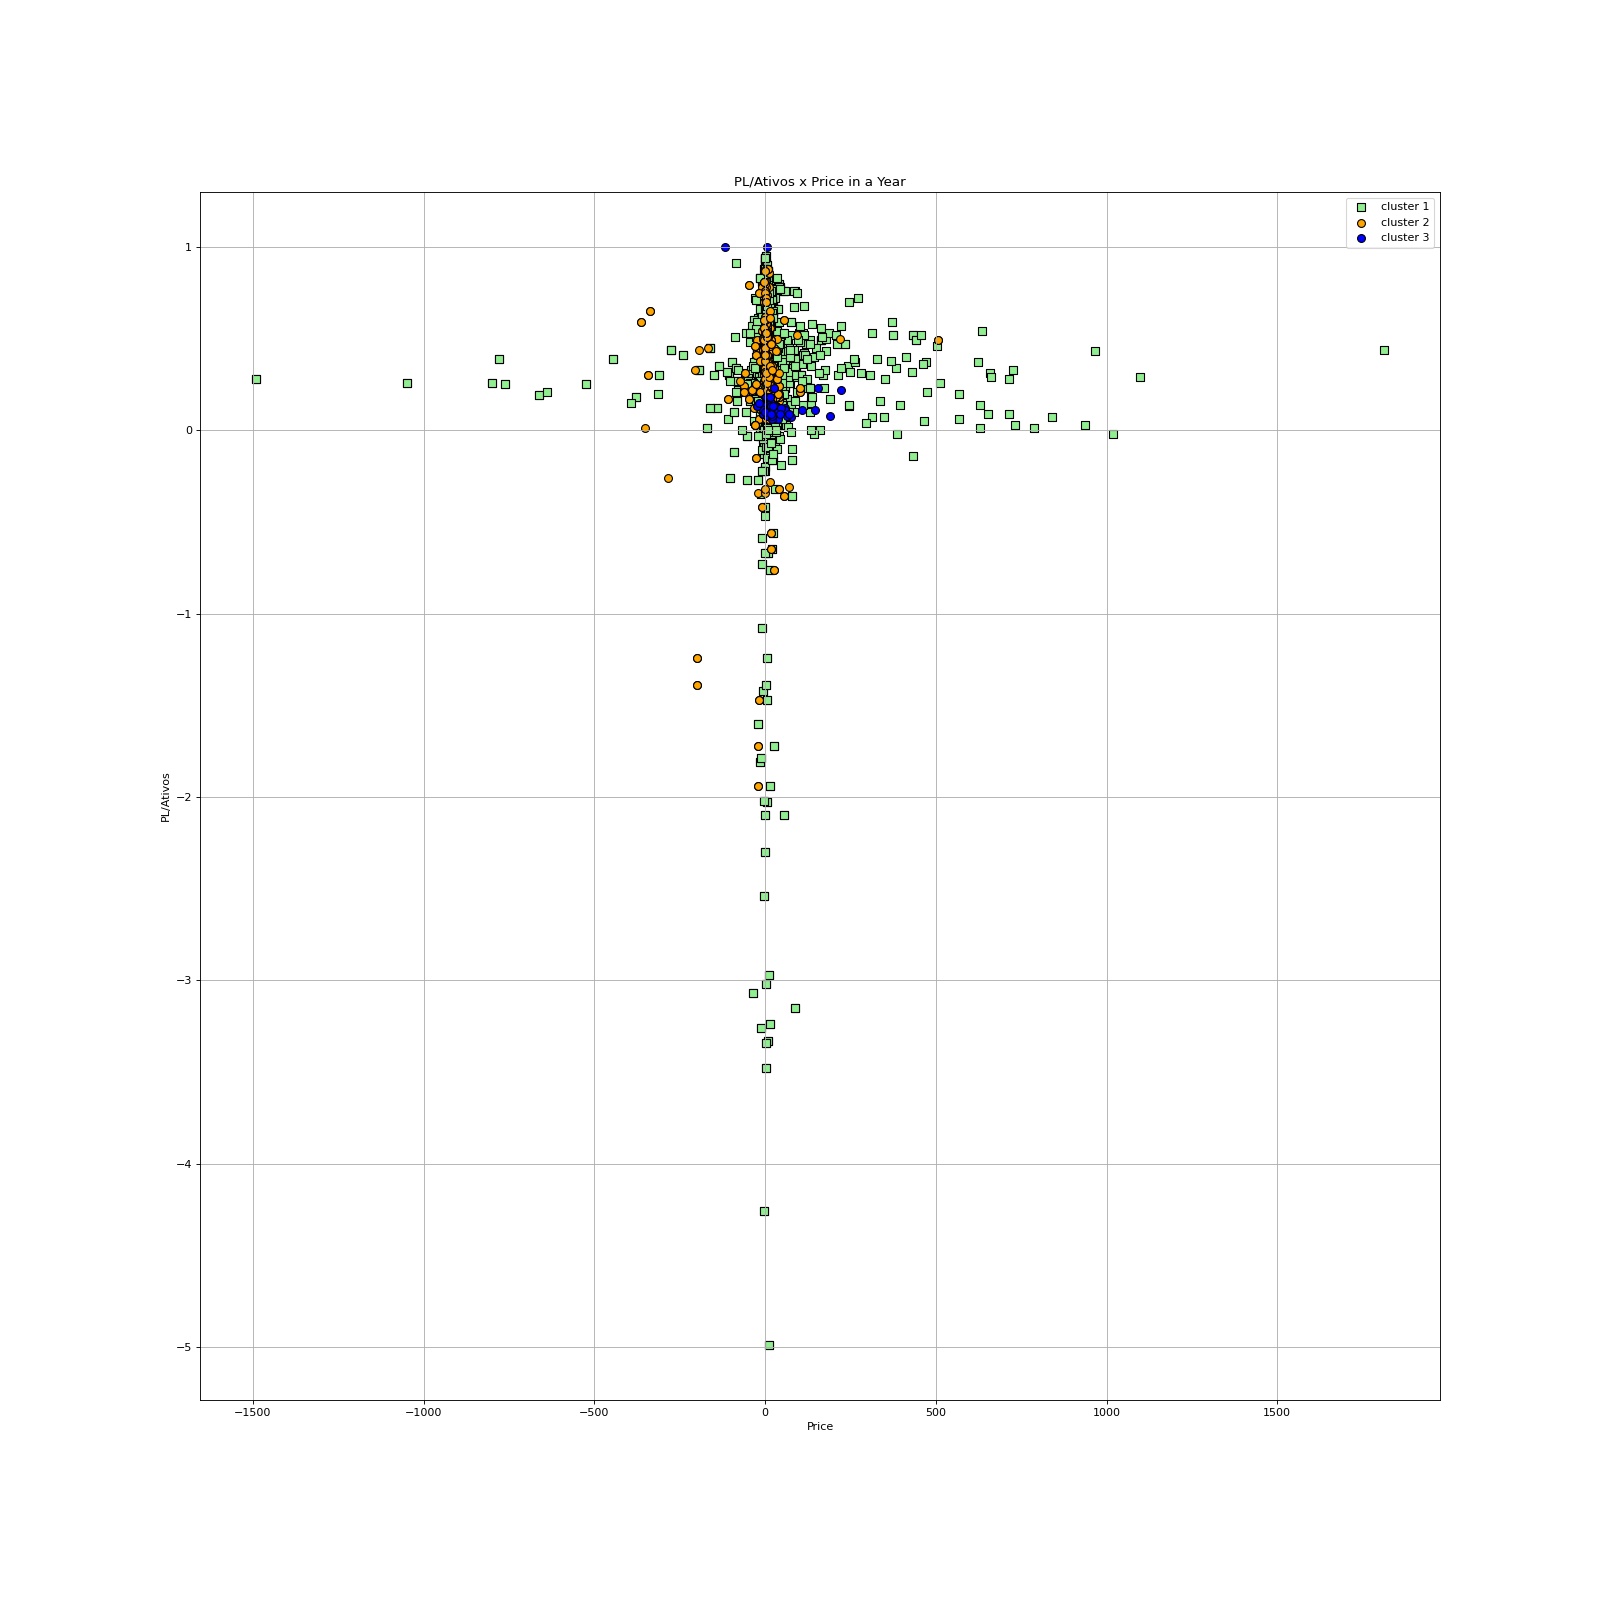 PL/Ativos x Price in a Year
cluster 1
cluster 2
cluster 3
1
0
−1
−2
−3
−4
−5
PL/Ativos
−1500
−1000
−500
0
500
1000
1500
Price